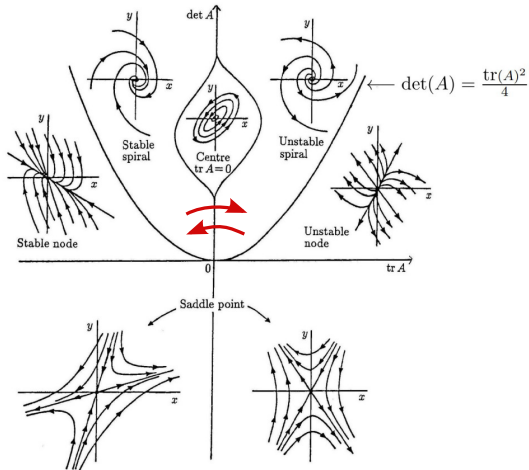 det A
y
x
y
x
y
x
Stable
spiral
Centre
tr A = 0
Unstable
spiral
← det(A) = tr(A)²/4
y
x
Stable node
y
x
Unstable
node
0
tr A
Saddle point
y
x
y
x